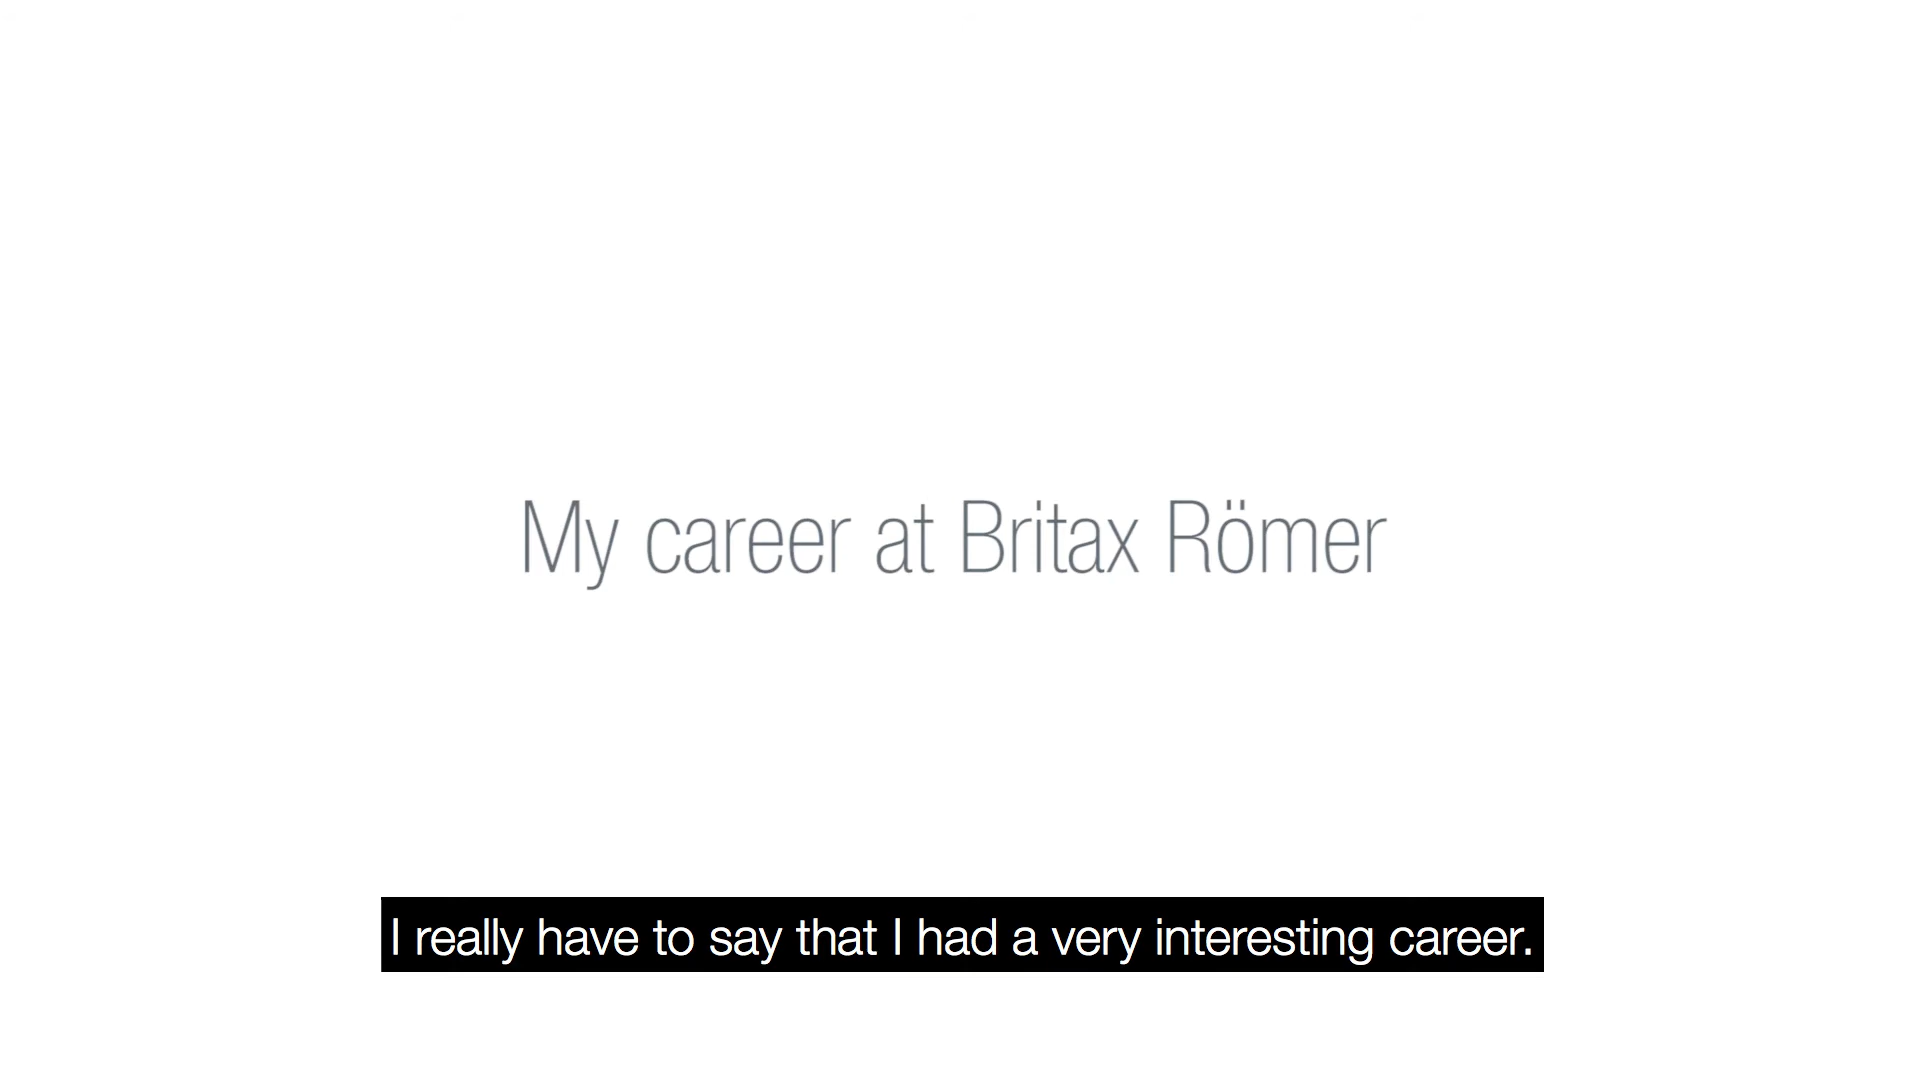 My career at Britax Römer
I really have to say that I had a very interesting career.